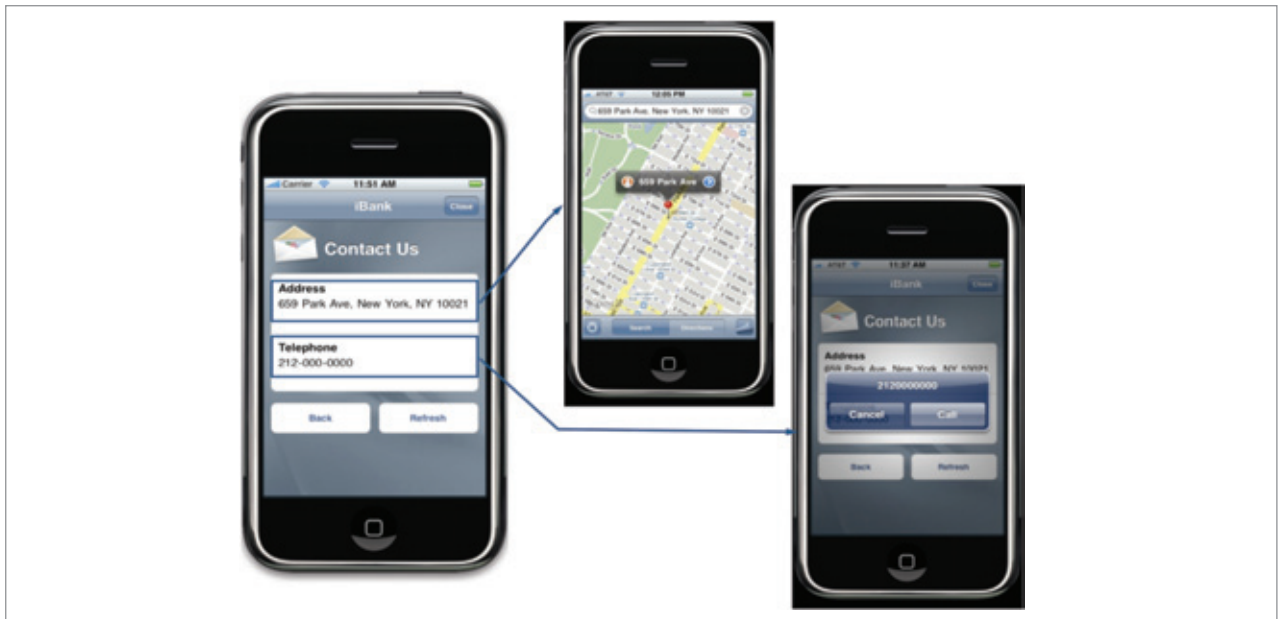 Carrier 11:51 AM
iBank Close
Contact Us
Address
659 Park Ave, New York, NY 10021
Telephone
212-000-0000
Back Refresh
AT&T 12:05 PM
659 Park Ave, New York, NY 10021
659 Park Ave
Search Directions
AT&T 11:37 AM
iBank Close
Contact Us
Address
659 Park Ave, New York, NY 10021
2120000000
Cancel Call
Back Refresh